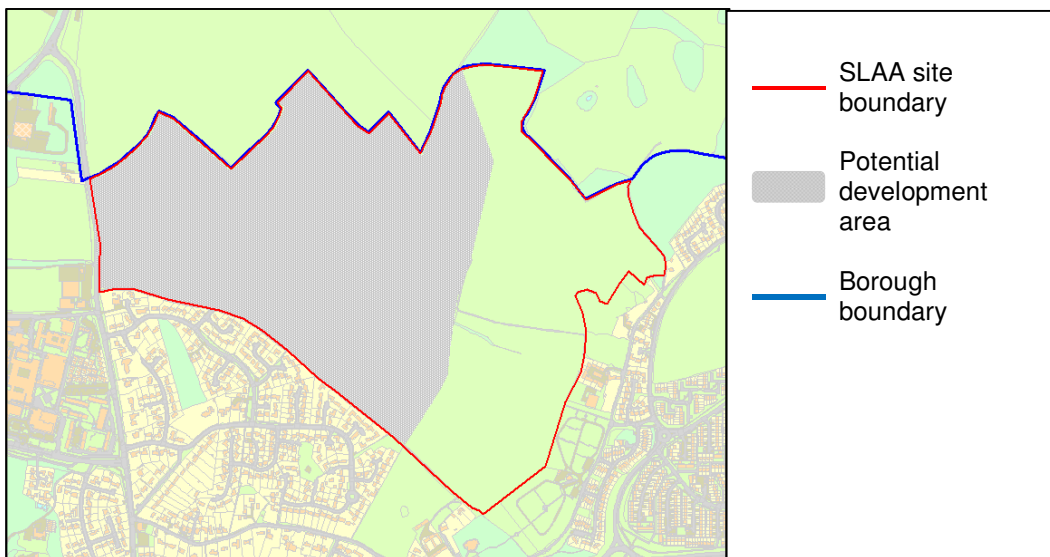 SLAA site
boundary
Potential
development
area
Borough
boundary